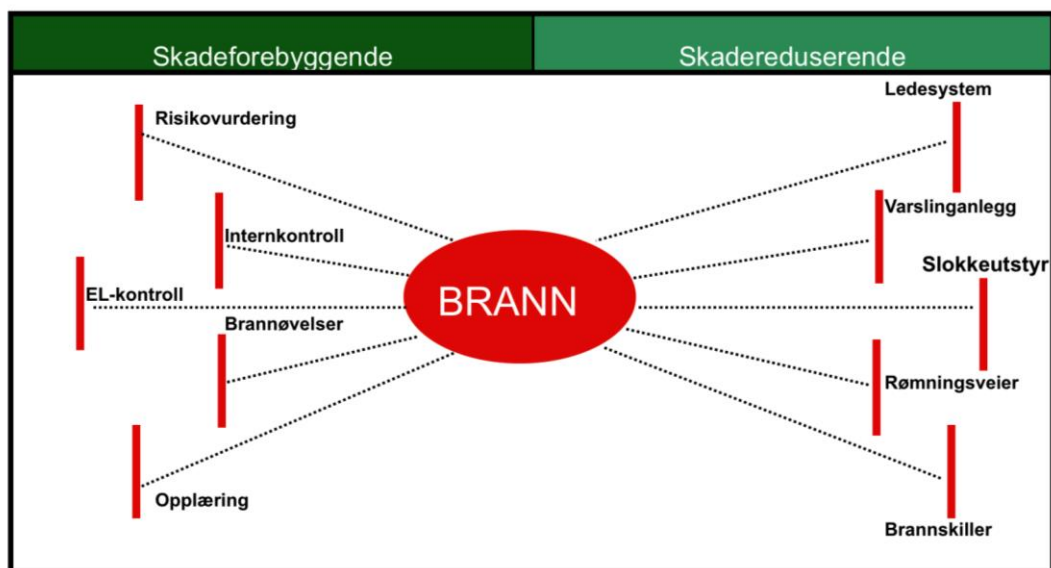 Skadeforebyggende
Skadereduserende
Risikovurdering
Internkontroll
EL-kontroll
Brannøvelser
Opplæring
BRANN
Ledesystem
Varslinganlegg
Slokkeutstyr
Rømningsveier
Brannskiller